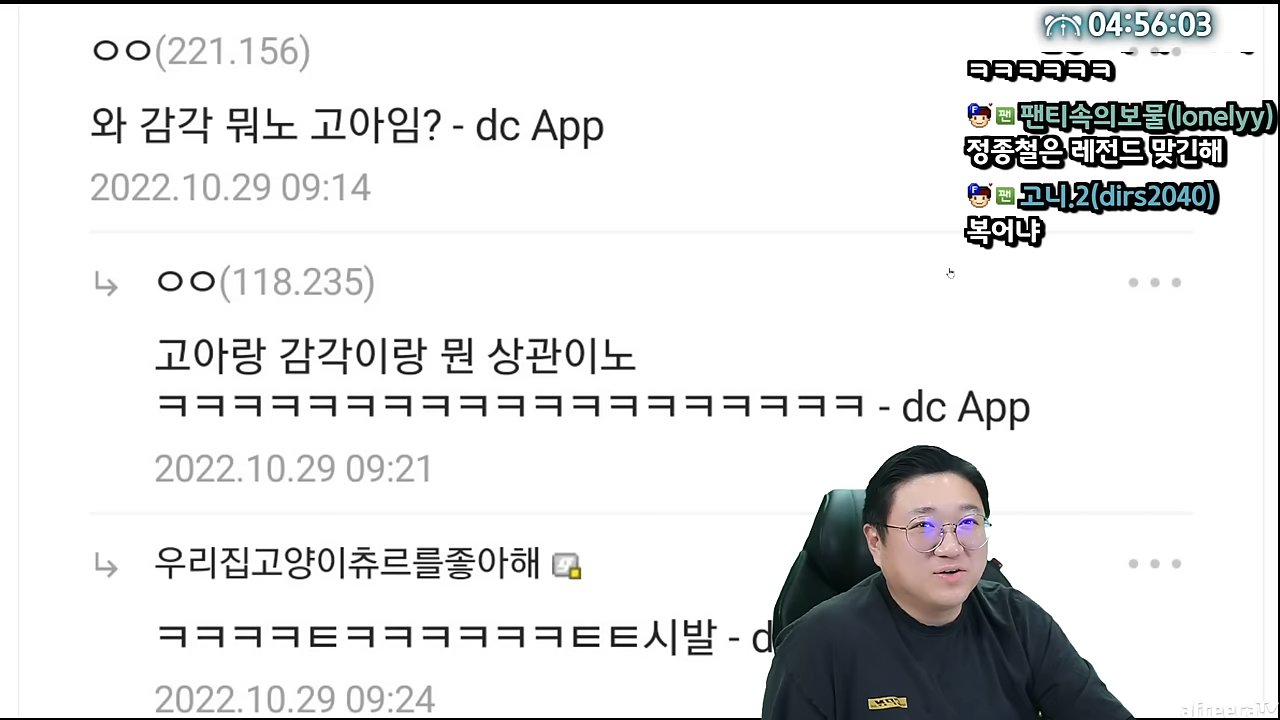 ㅇㅇ(221.156)
와 감각 뭐노 고아임? - dc App
2022.10.29 09:14
ㅇㅇ(118.235)
고아랑 감각이랑 뭔 상관이노
ㅋㅋㅋㅋㅋㅋㅋㅋㅋㅋㅋㅋㅋㅋㅋㅋㅋㅋㅋ - dc App
2022.10.29 09:21
우리집고양이츄르를좋아해
ㅋㅋㅋㅋㅌㅋㅋㅋㅋㅋㅋㅌㅌ시발 - d
2022.10.29 09:24
04:56:03
ㅋㅋㅋㅋㅋㅋ
팬 팬티속의보물(lonelyy)
정종철은 레전드 맞긴해
팬 고니.2(dirs2040)
복어냐
afreecaTV